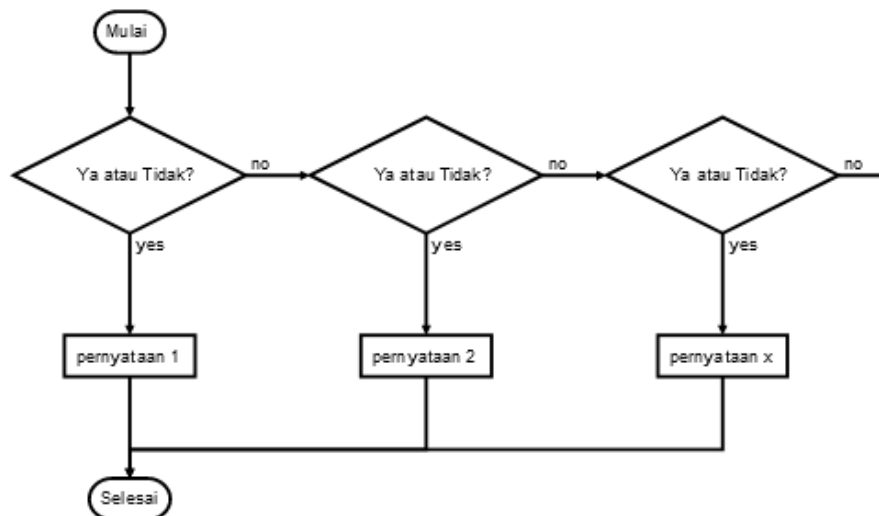 Mulai
Ya atau Tidak?
no
Ya atau Tidak?
no
Ya atau Tidak?
no
yes
yes
yes
pernyataan 1
pernyataan 2
pernyataan x
Selesai